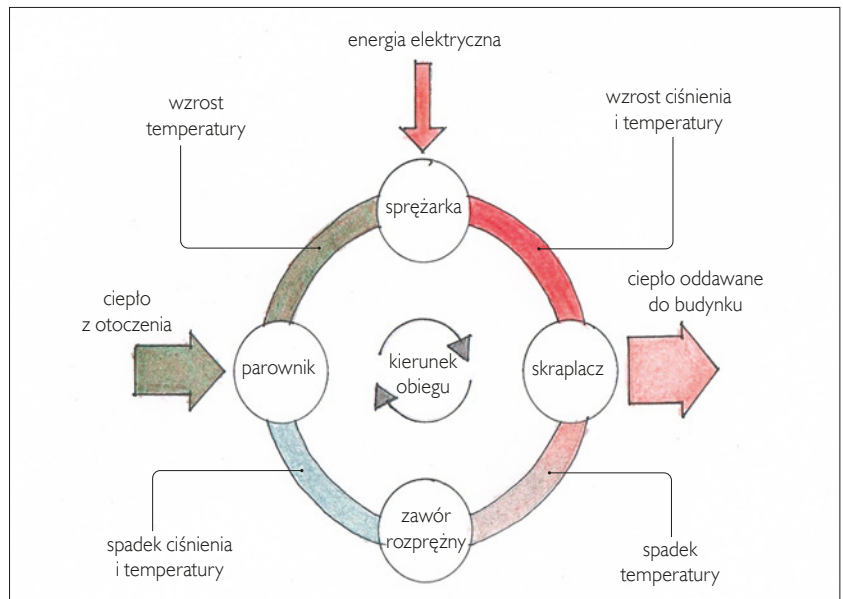 energia elektryczna
wzrost
temperatury
wzrost ciśnienia
i temperatury
sprężarka
ciepło
z otoczenia
ciepło oddawane
do budynku
parownik
kierunek
obiegu
skraplacz
zawór
rozprężny
spadek ciśnienia
i temperatury
spadek
temperatury